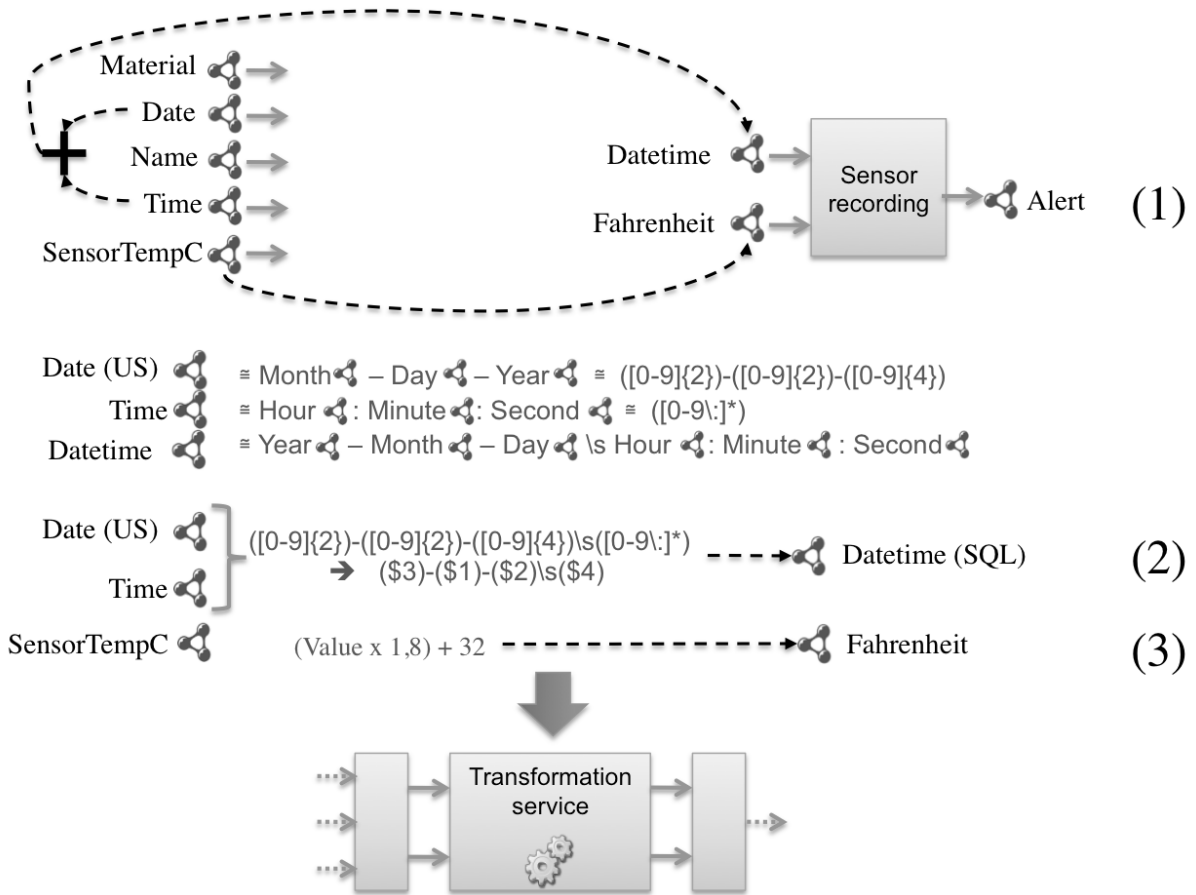 Material
Date
Name
Time
SensorTempC
Datetime
Fahrenheit
Sensor
recording
Alert
(1)
Date (US) ≅ Month – Day – Year ≅ ([0-9]{2})-([0-9]{2})-([0-9]{4})
Time ≅ Hour : Minute : Second ≅ ([0-9\:]*)
Datetime ≅ Year – Month – Day \s Hour : Minute : Second
Date (US)
Time
([0-9]{2})-([0-9]{2})-([0-9]{4})\s([0-9\:]*)
➔ ($3)-($1)-($2)\s($4)
Datetime (SQL)
(2)
SensorTempC (Value x 1,8) + 32 Fahrenheit (3)
Transformation
service